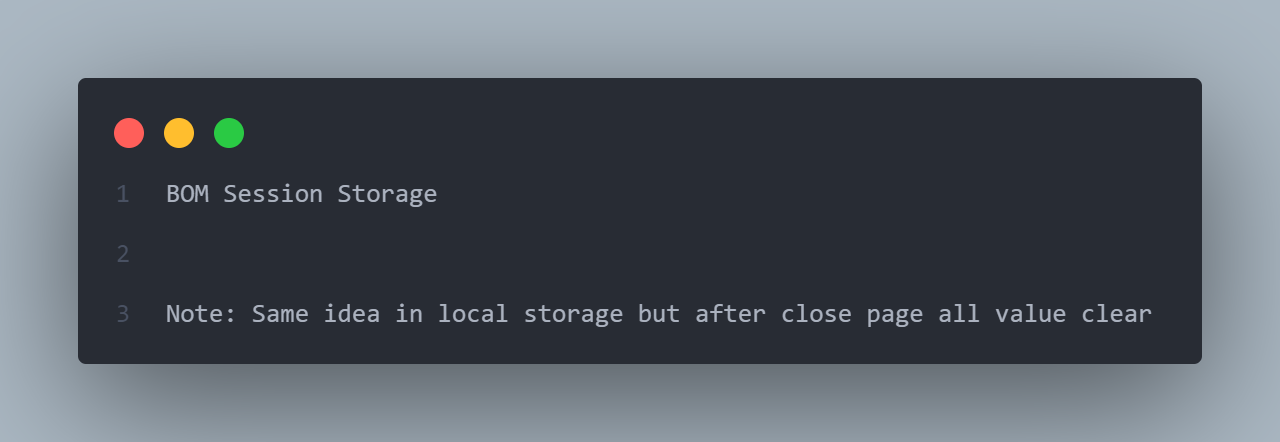 1 BOM Session Storage
2
3 Note: Same idea in local storage but after close page all value clear